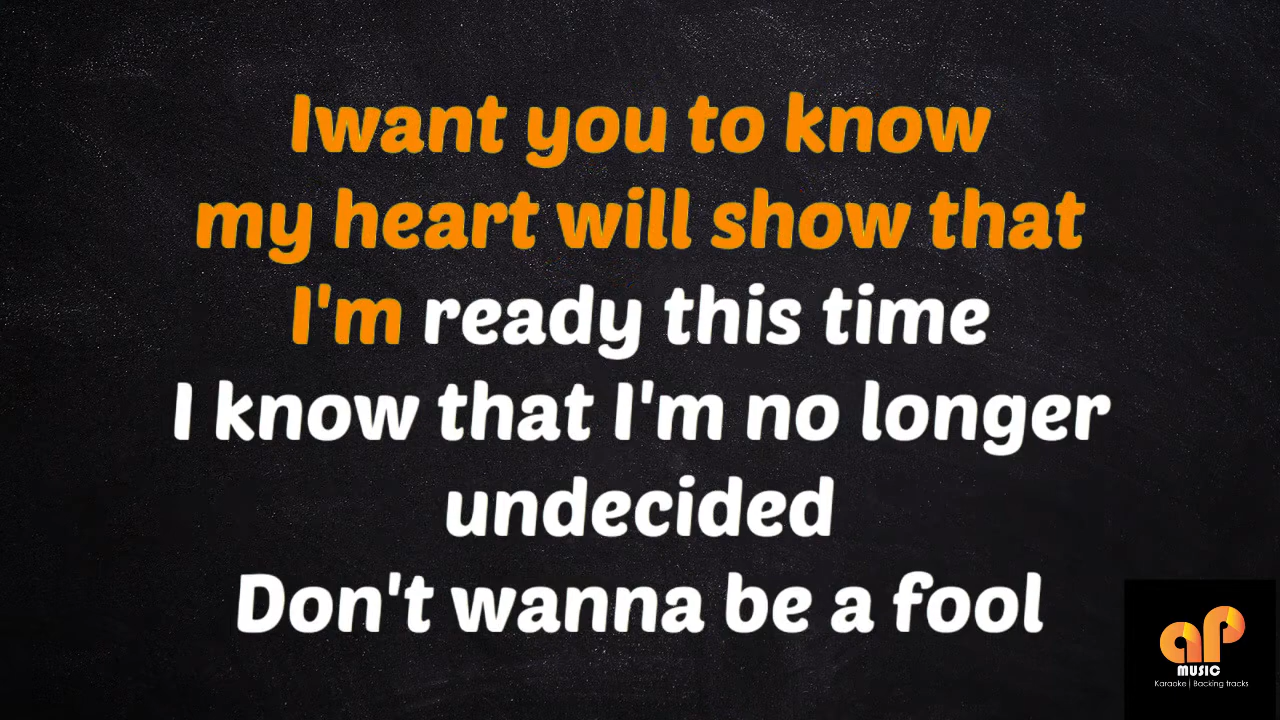 Iwant you to know
my heart will show that
I'm ready this time
I know that I'm no longer
undecided
Don't wanna be a fool
ap
MUSIC
Karaoke | Backing tracks